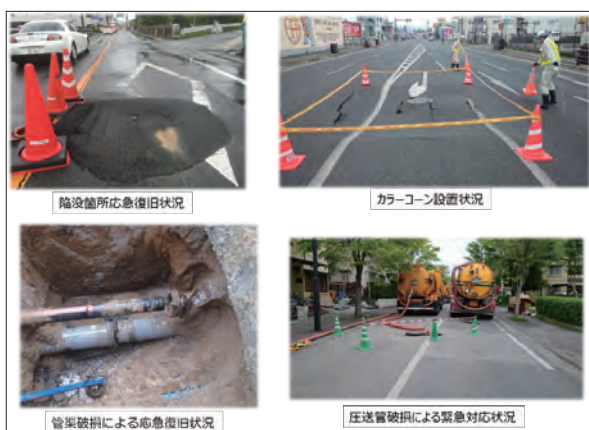 陥没箇所応急復旧状況
カラーコーン設置状況
管渠破損による応急復旧状況
圧送管破損による緊急対応状況